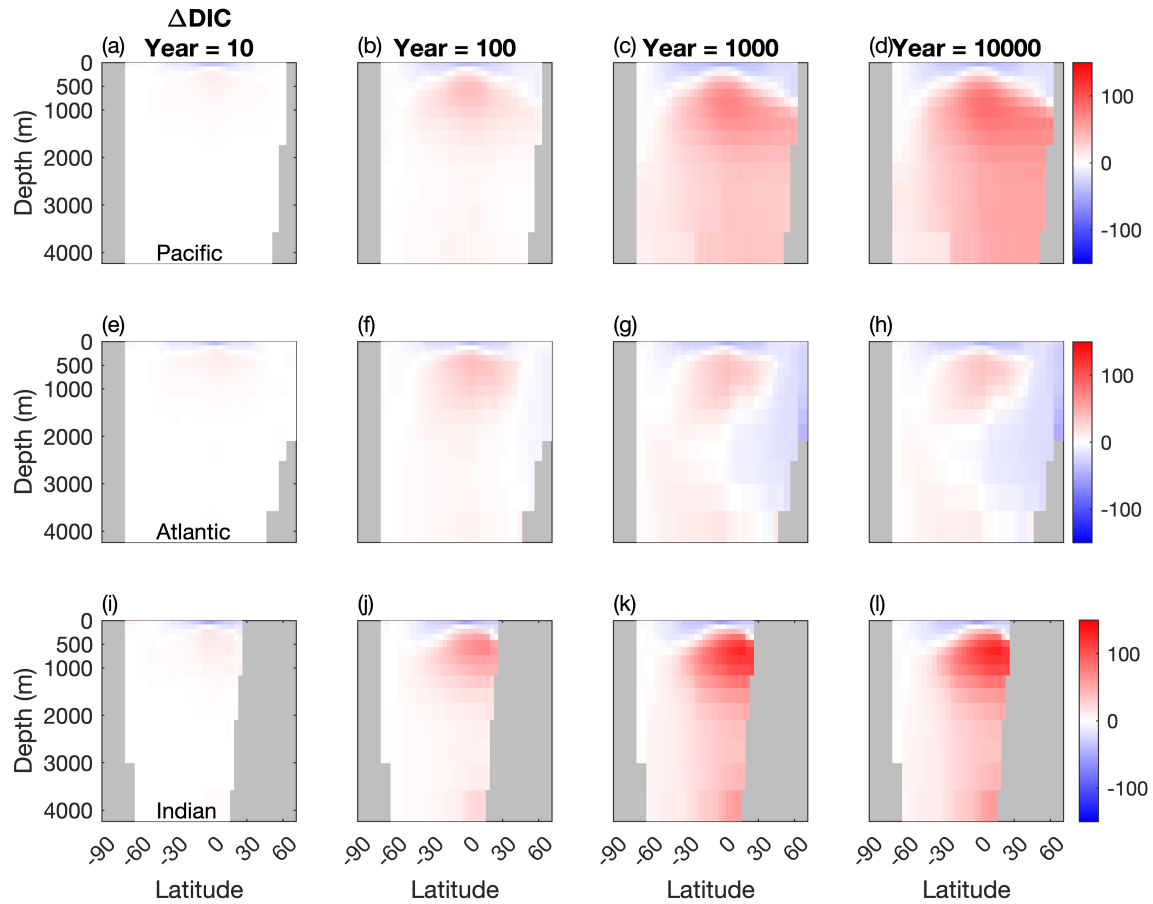 ΔDIC
(a) Year = 10
(b) Year = 100
(c) Year = 1000
(d) Year = 10000
Depth (m)
0
500
1000
2000
3000
4000
Pacific
100
0
-100
(e)
(f)
(g)
(h)
Depth (m)
0
500
1000
2000
3000
4000
Atlantic
100
0
-100
(i)
(j)
(k)
(l)
Depth (m)
0
500
1000
2000
3000
4000
Indian
100
0
-100
-90 -60 -30 0 30 60
-90 -60 -30 0 30 60
-90 -60 -30 0 30 60
-90 -60 -30 0 30 60
Latitude
Latitude
Latitude
Latitude